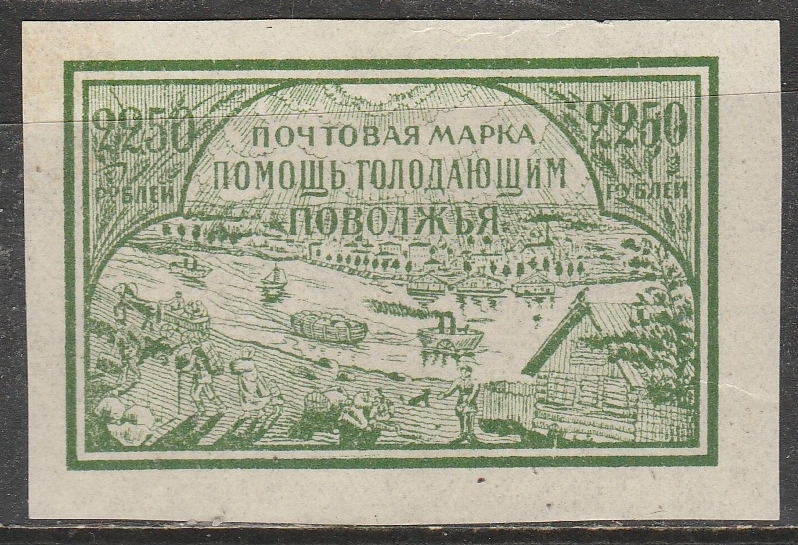 2250 2250
РУБЛЕЙ РУБЛЕЙ
ПОЧТОВАЯ МАРКА
ПОМОЩЬ ГОЛОДАЮЩИМ
ПОВОЛЖЬЯ.